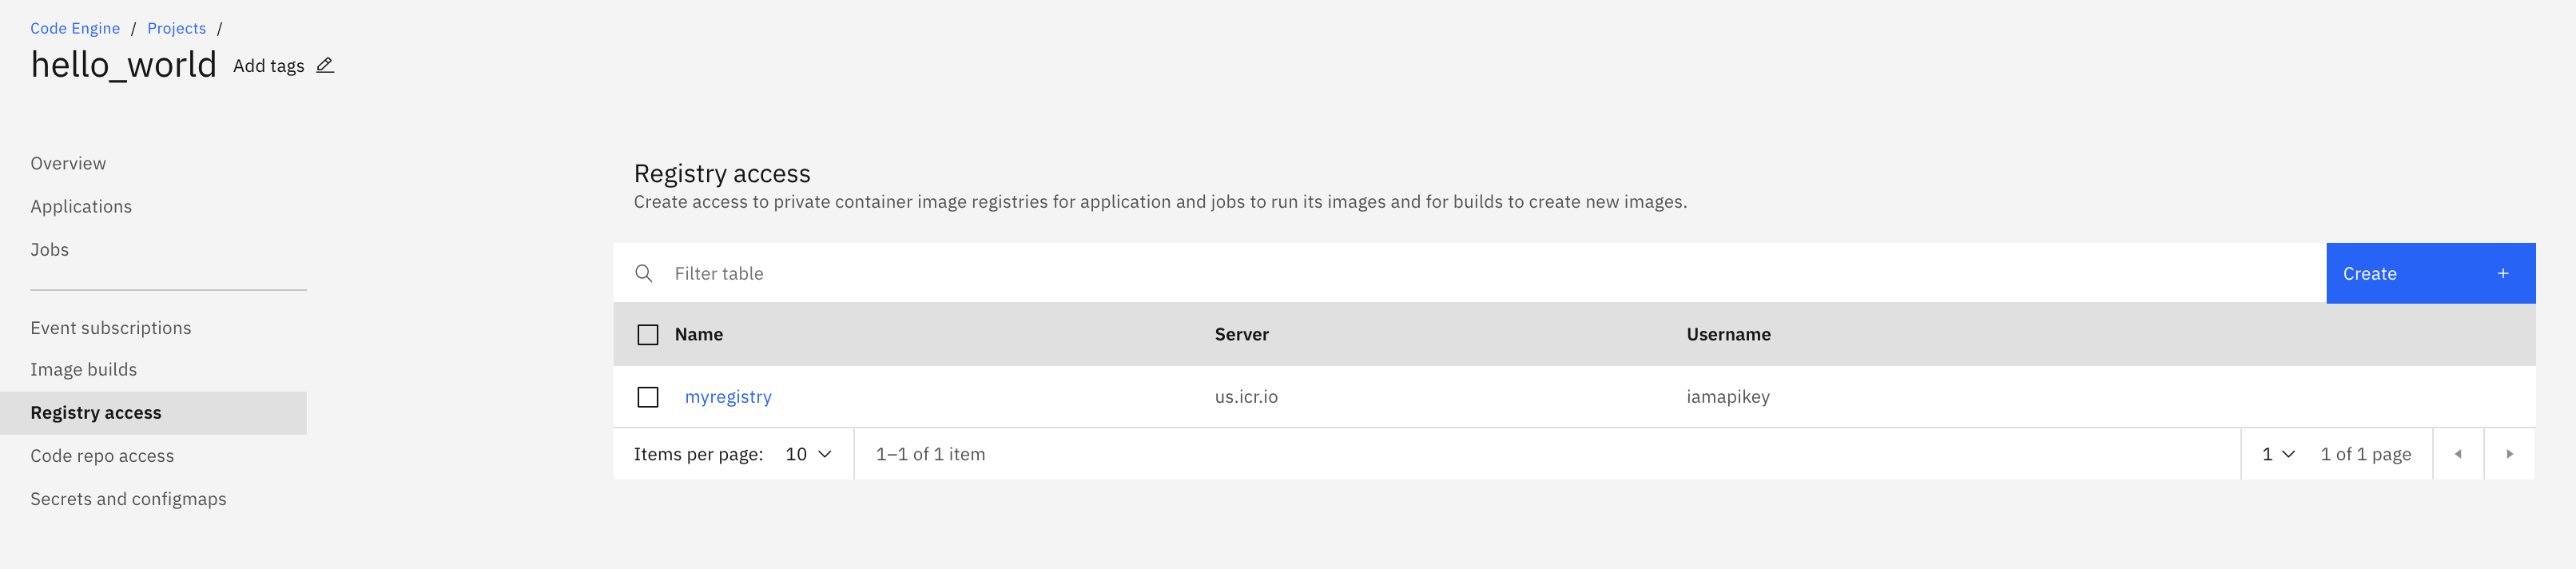 Code Engine / Projects /
hello_world Add tags
Overview
Applications
Jobs
Event subscriptions
Image builds
Registry access
Code repo access
Secrets and configmaps
Registry access
Create access to private container image registries for application and jobs to run its images and for builds to create new images.
Filter table
Create +
Name Server Username
myregistry us.icr.io iamapikey
Items per page: 10 1–1 of 1 item 1 1 of 1 page